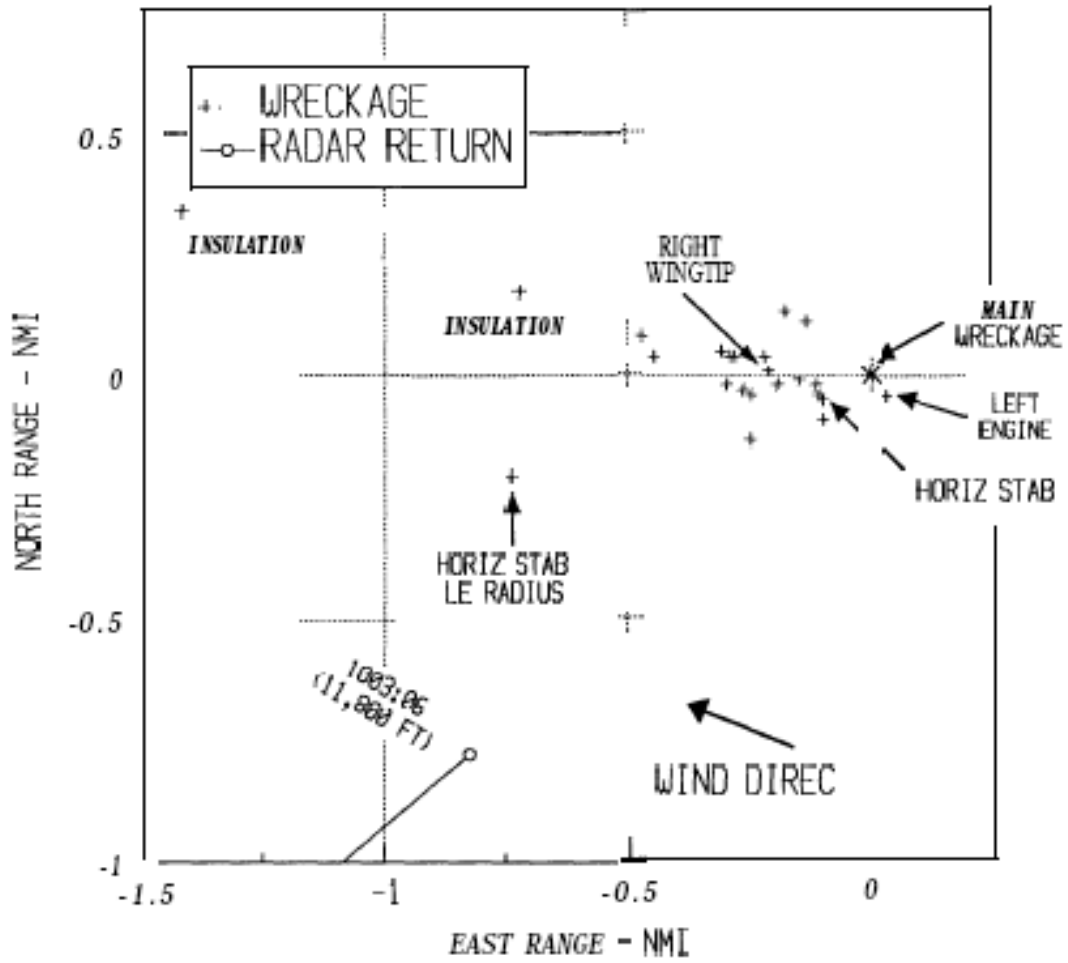 WRECKAGE
RADAR RETURN
0.5
INSULATION
RIGHT
WINGTIP
INSULATION
MAIN
WRECKAGE
0
LEFT
ENGINE
HORIZ STAB
NORTH RANGE - NMI
HORIZ STAB
LE RADIUS
-0.5
1003:06
(11,800 FT)
WIND DIREC
-1
-1.5
-1
-0.5
0
EAST RANGE - NMI